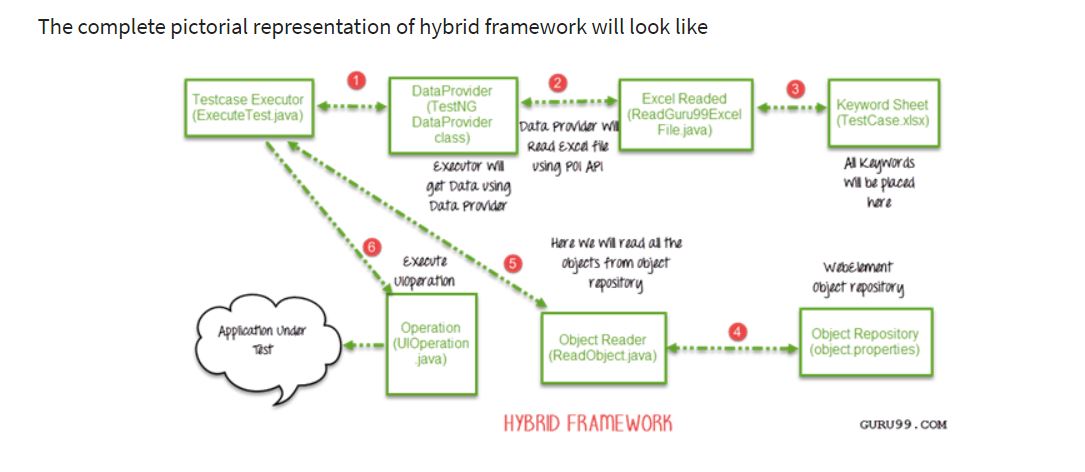 The complete pictorial representation of hybrid framework will look like
1
2
3
Testcase Executor
(ExecuteTest.java)
DataProvider
(TestNG
DataProvider
class)
Excel Readed
(ReadGuru99Excel
File.java)
Keyword Sheet
(TestCase.xlsx)
Executor will
get Data using
Data Provider
Data Provider will
Read Excel file
using POI API
All Keywords
will be placed
here
6
Execute
UIOperation
5
Here we will read all the
objects from object
repository
WebElement
object repository
Application Under
Test
Operation
(UIOperation
.java)
Object Reader
(ReadObject.java)
4
Object Repository
(object.properties)
HYBRID FRAMEWORK
GURU99.COM